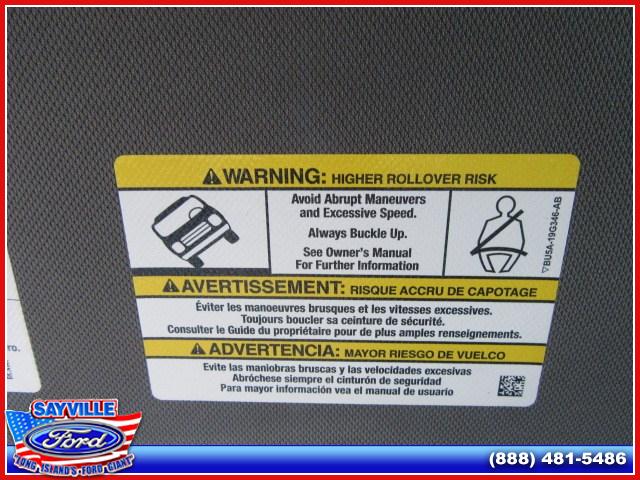 WARNING: HIGHER ROLLOVER RISK
Avoid Abrupt Maneuvers
and Excessive Speed.
Always Buckle Up.
See Owner's Manual
For Further Information
BU5A-19G346-AB
AVERTISSEMENT: RISQUE ACCRU DE CAPOTAGE
Éviter les manoeuvres brusques et les vitesses excessives.
Toujours boucler sa ceinture de sécurité.
Consulter le Guide du propriétaire pour de plus amples renseignements.
ADVERTENCIA: MAYOR RIESGO DE VUELCO
Evite las maniobras bruscas y las velocidades excesivas
Abróchese siempre el cinturón de seguridad
Para mayor información vea el manual de usuario
ro.
SAYVILLE
Ford
LONG ISLAND'S FORD GIANT
(888) 481-5486